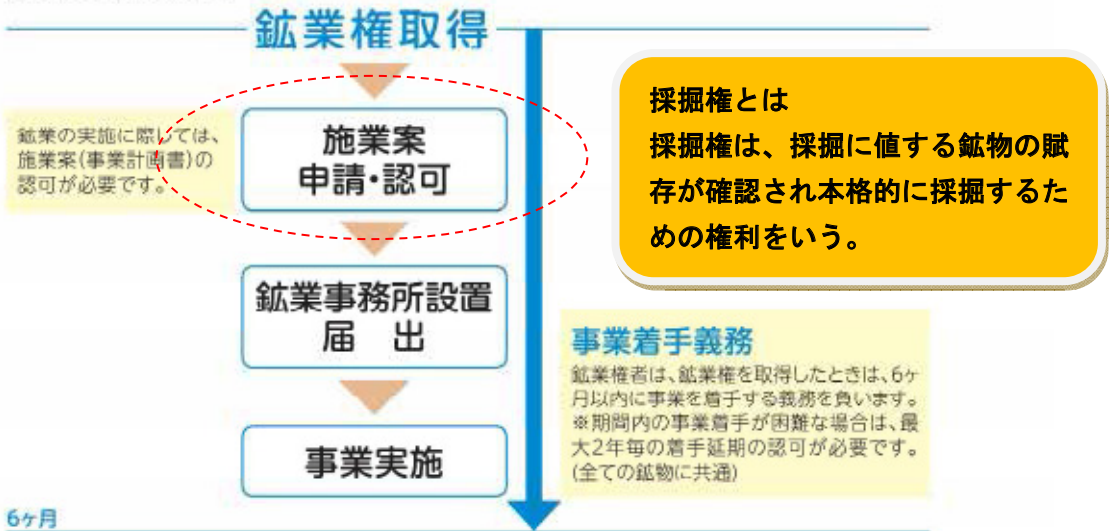 鉱業権取得
鉱業の実施に際しては、
施業案(事業計画書)の
認可が必要です。
施業案
申請・認可
採掘権とは
採掘権は、採掘に値する鉱物の賦
存が確認され本格的に採掘するた
めの権利をいう。
鉱業事務所設置
届 出
事業着手義務
鉱業権者は、鉱業権を取得したときは、6ヶ
月以内に事業を着手する義務を負います。
※期間内の事業着手が困難な場合は、最
大2年毎の着手延期の認可が必要です。
(全ての鉱物に共通)
事業実施
6ヶ月